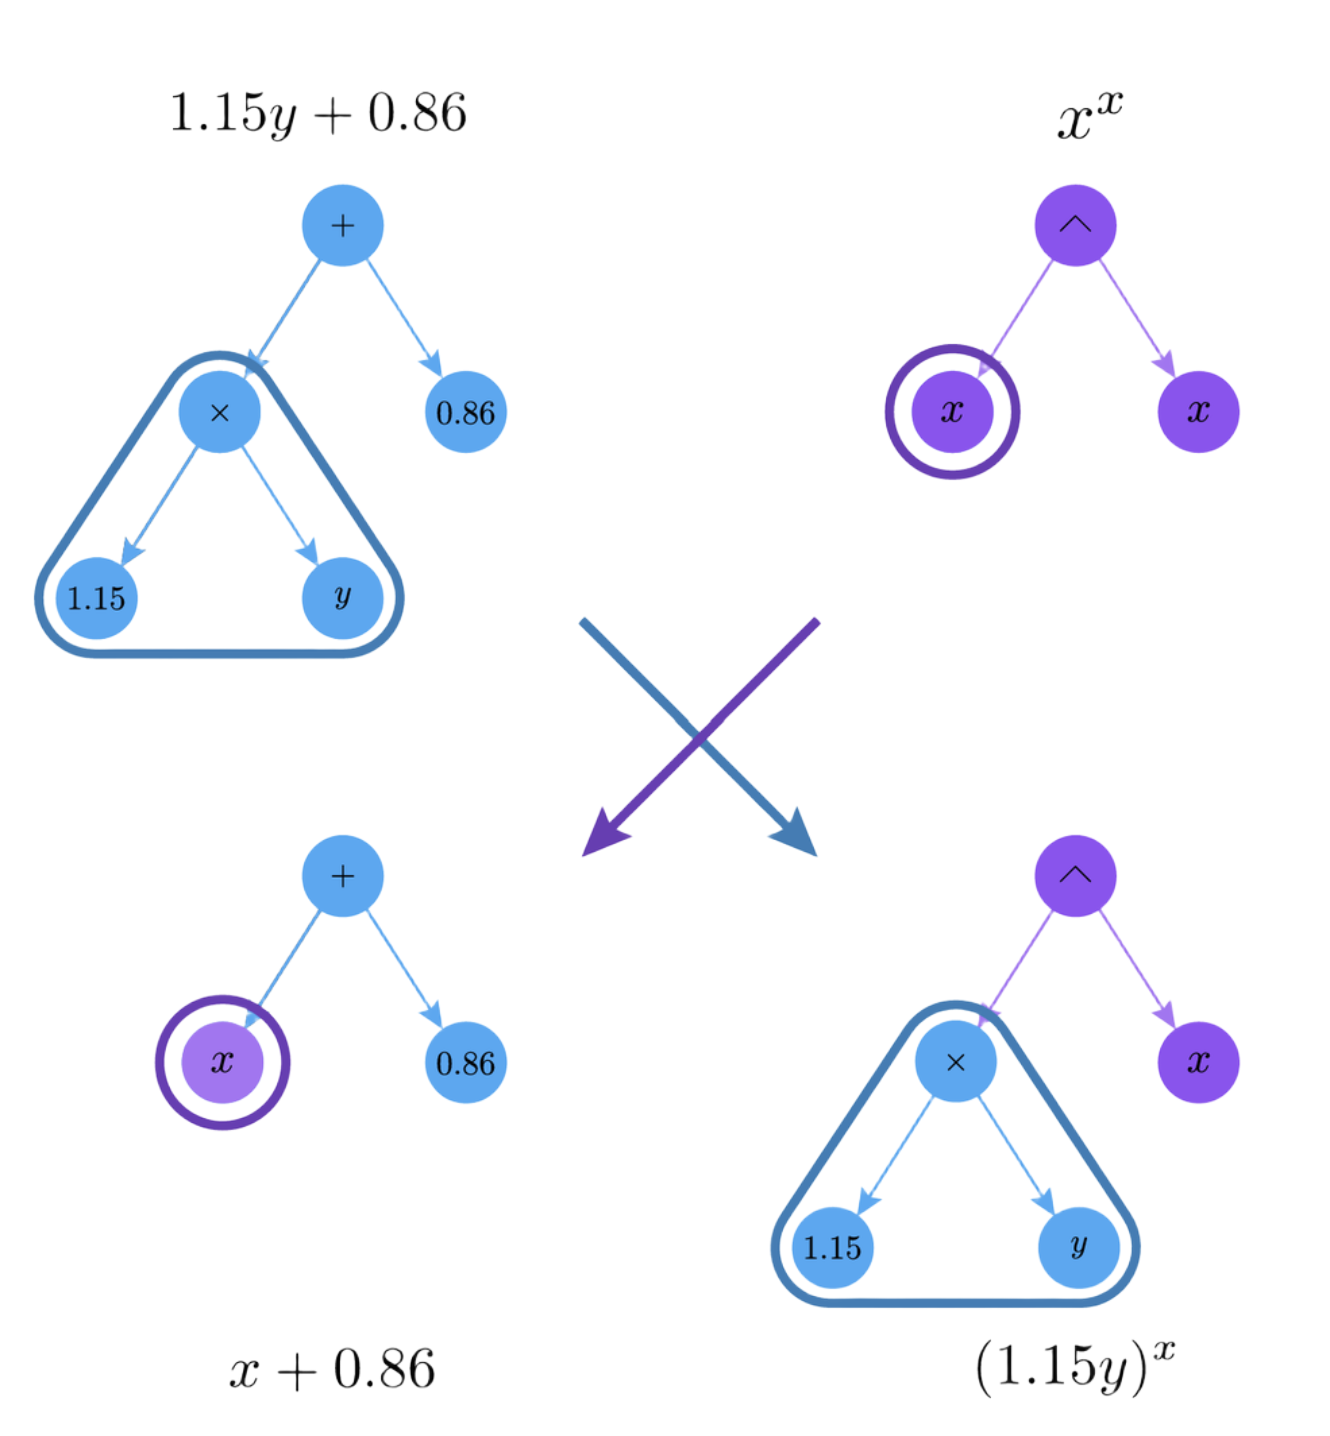 1.15y + 0.86
x^x
+
^
×
0.86
x
x
1.15
y
+
^
x
0.86
×
x
1.15
y
x + 0.86
(1.15y)^x